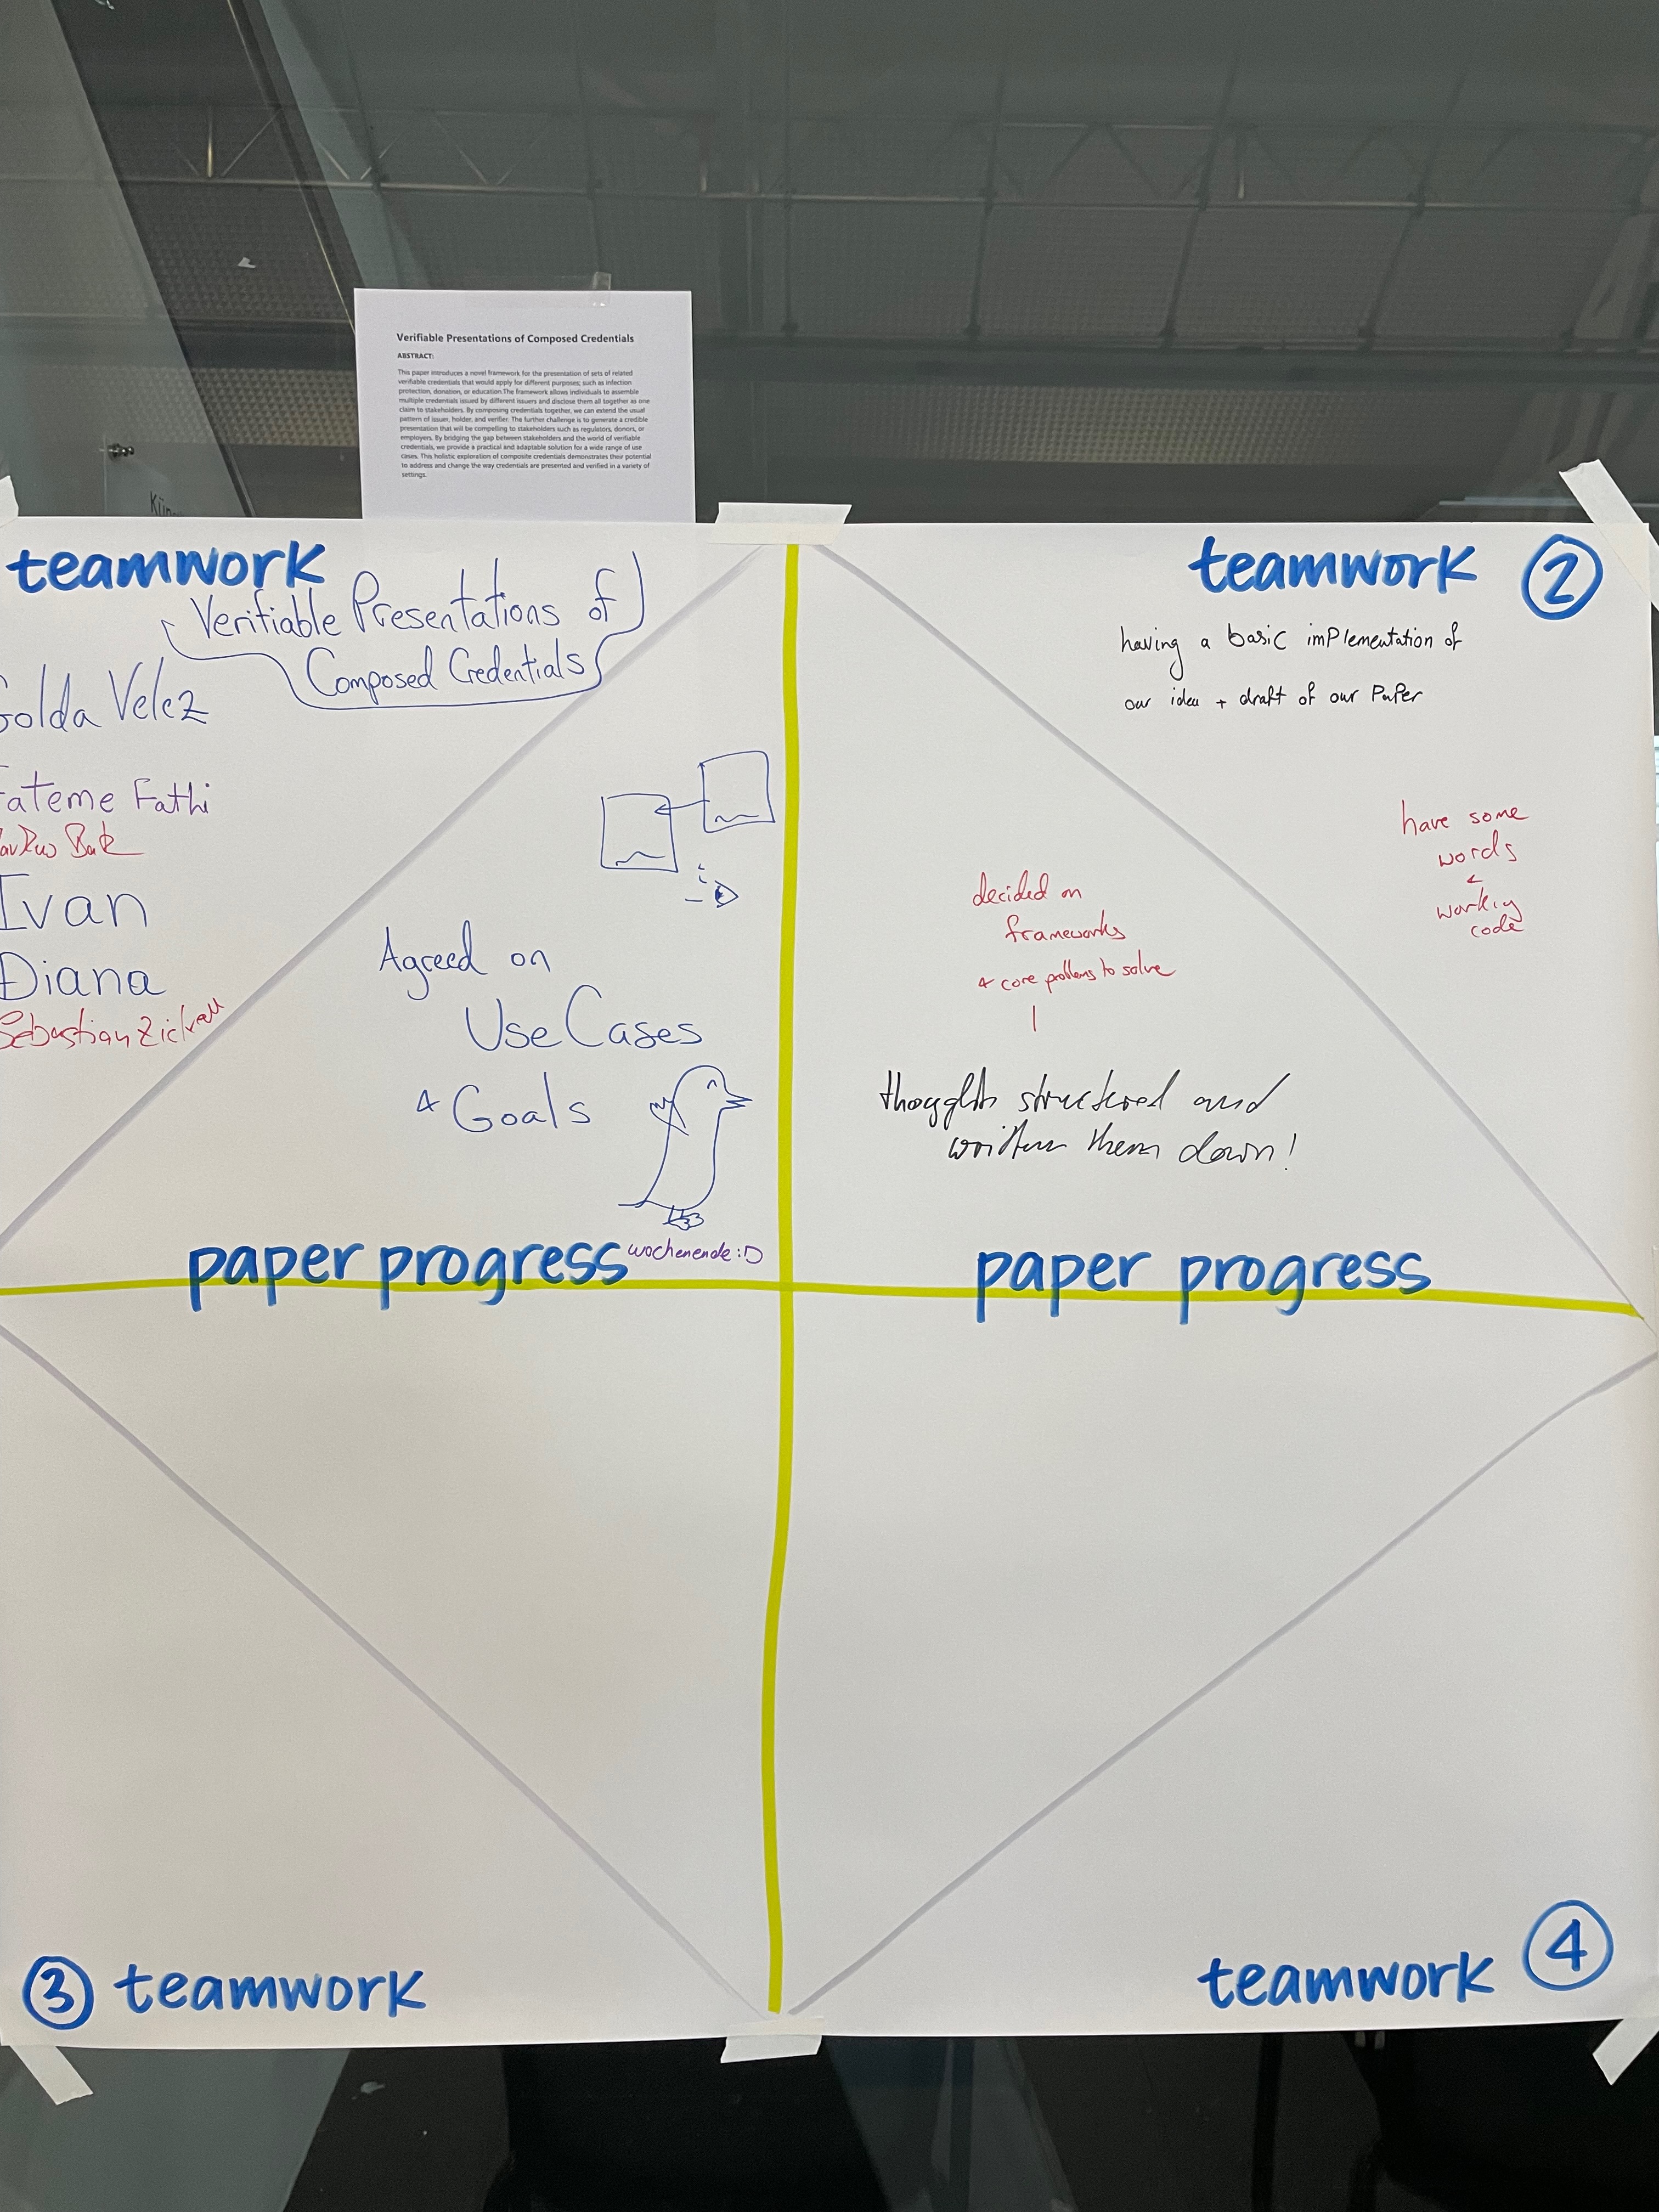 Verifiable Presentations of Composed Credentials
ABSTRACT:
This paper introduces a novel framework for the presentation of sets of related
verifiable credentials that would apply for different purposes, such as infection
protection, donation, or education.The framework allows individuals to assemble
multiple credentials issued by different issuers and disclose them all together as one
claim to stakeholders. By composing credentials together, we can extend the usual
pattern of issuer, holder, and verifier. The further challenge is to generate a credible
presentation that will be compelling to stakeholders such as regulators, donors, or
employers. By bridging the gap between stakeholders and the world of verifiable
credentials, we provide a practical and adaptable solution for a wide range of use
cases. This holistic exploration of composite credentials demonstrates their potential
to address and change the way credentials are presented and verified in a variety of
settings.
teamwork
Verifiable Presentations of
Composed Credentials
Golda Velez
Fateme Fathi
Ivan
Diana
Sebastian
Agreed on
Use Cases
& Goals
paper progress
wochenende :D
teamwork 2
having a basic implementation of
our idea + draft of our Paper
have some
words
&
working
code
decided on
frameworks
& core problems to solve
thoughts structured and
written them down!
paper progress
3 teamwork
teamwork 4